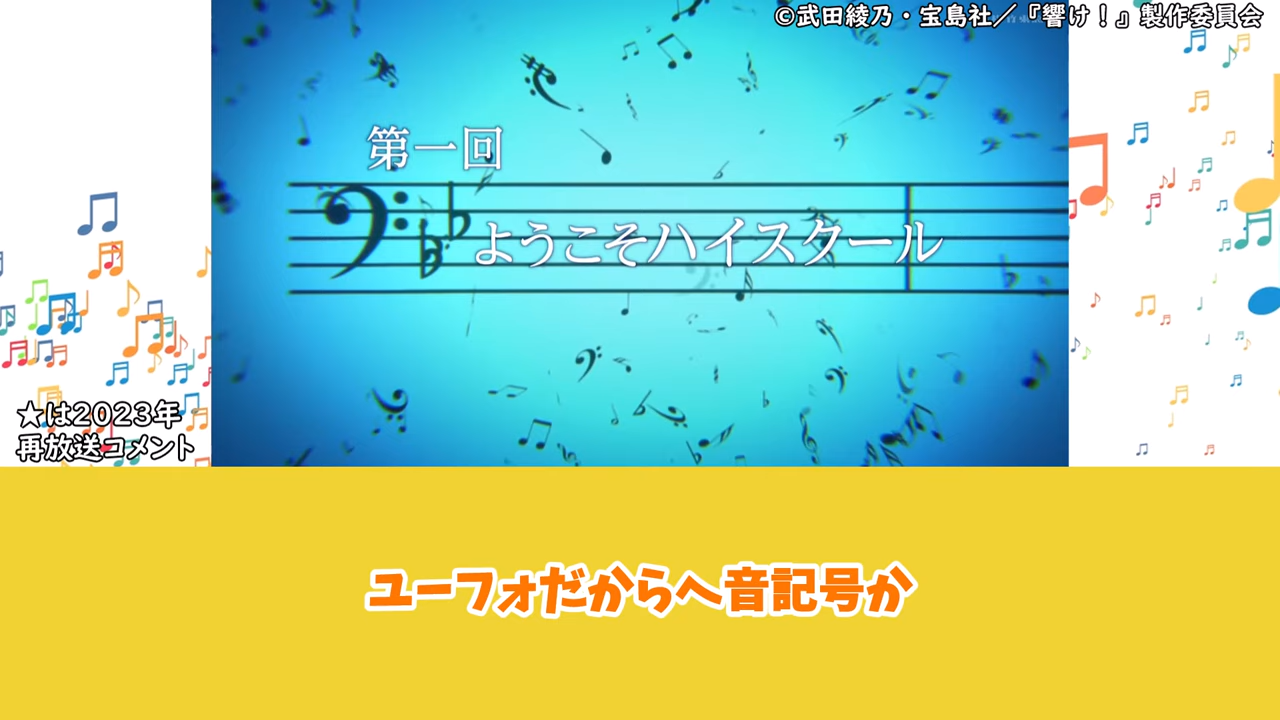 ©武田綾乃・宝島社／『響け！』製作委員会
第一回
ようこそハイスクール
★は2023年
再放送コメント
ユーフォだからヘ音記号か